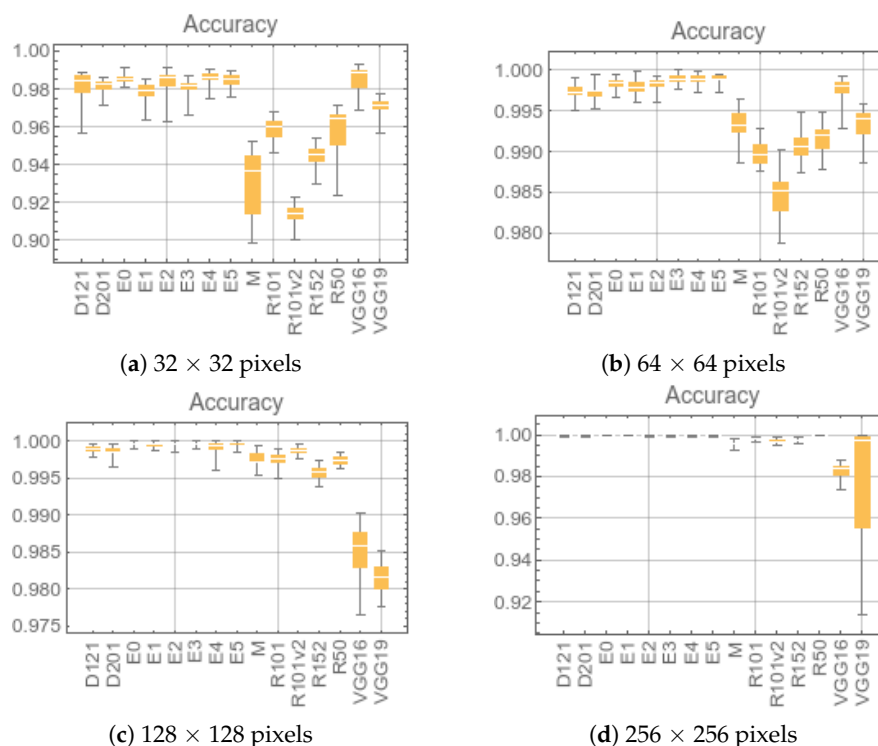 Accuracy
1.00
0.98
0.96
0.94
0.92
0.90
D121
D201
E0
E1
E2
E3
E4
E5
M
R101
R101v2
R152
R50
VGG16
VGG19
(a) 32 × 32 pixels
Accuracy
1.000
0.995
0.990
0.985
0.980
D121
D201
E0
E1
E2
E3
E4
E5
M
R101
R101v2
R152
R50
VGG16
VGG19
(b) 64 × 64 pixels
Accuracy
1.000
0.995
0.990
0.985
0.980
0.975
D121
D201
E0
E1
E2
E3
E4
E5
M
R101
R101v2
R152
R50
VGG16
VGG19
(c) 128 × 128 pixels
Accuracy
1.00
0.98
0.96
0.94
0.92
D121
D201
E0
E1
E2
E3
E4
E5
M
R101
R101v2
R152
R50
VGG16
VGG19
(d) 256 × 256 pixels